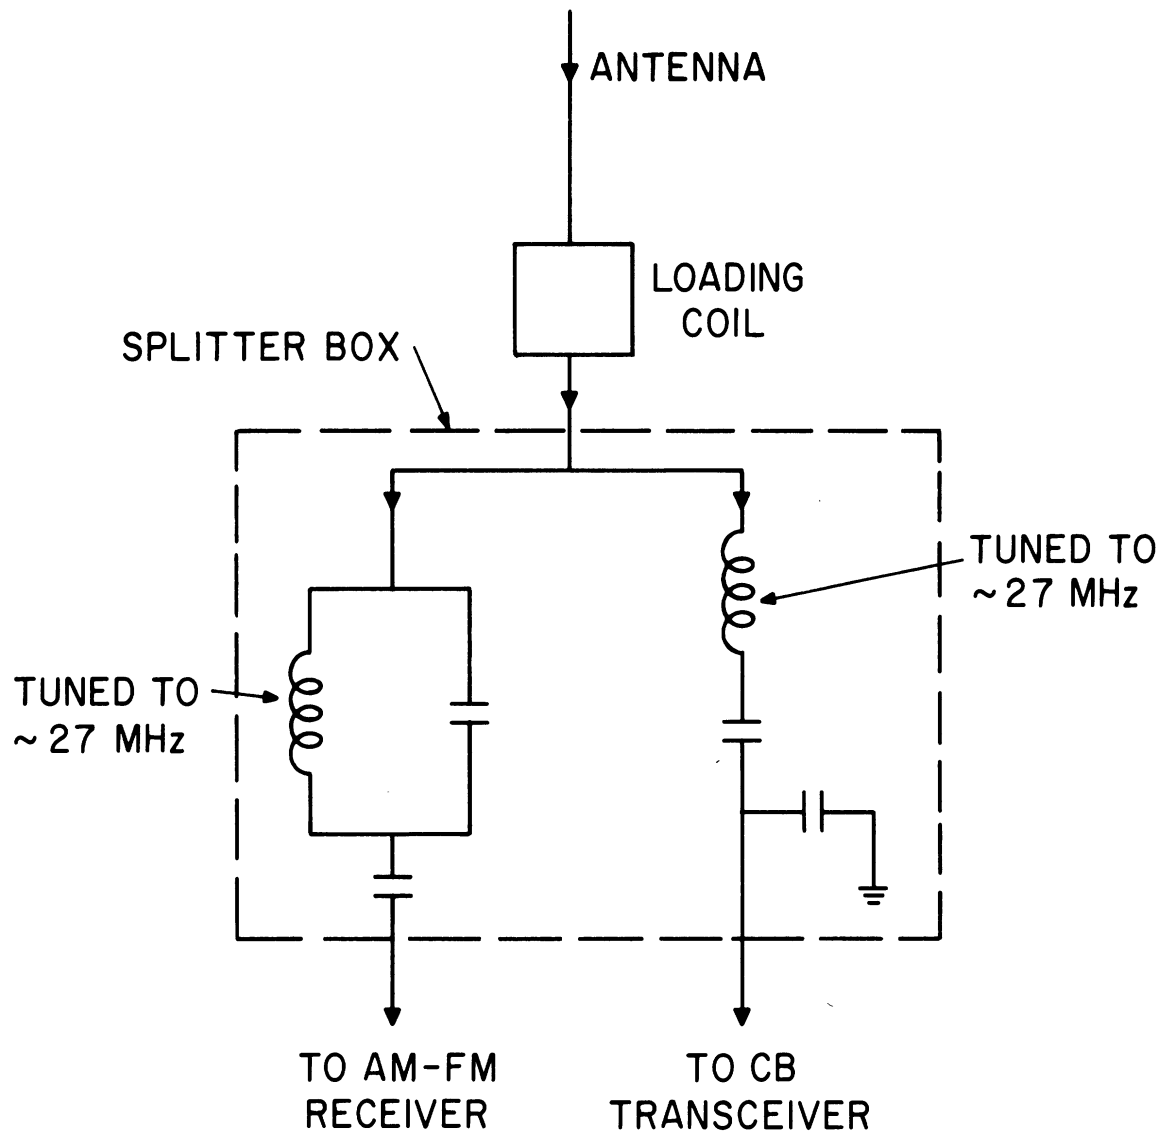 ANTENNA
LOADING
COIL
SPLITTER BOX
TUNED TO
~27 MHz
TUNED TO
~27 MHz
TO AM-FM
RECEIVER
TO CB
TRANSCEIVER